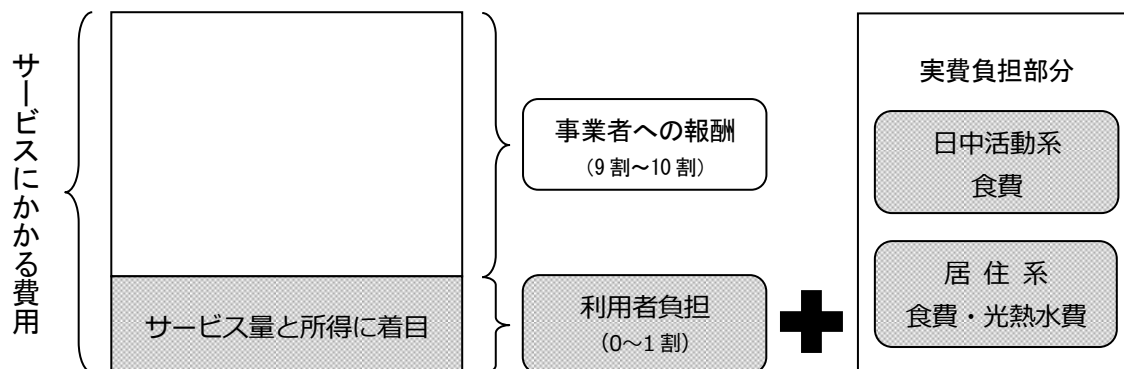 サービスにかかる費用
事業者への報酬
（9割～10割）
サービス量と所得に着目
利用者負担
（0～1割）
実費負担部分
日中活動系
食費
居住系
食費・光熱水費